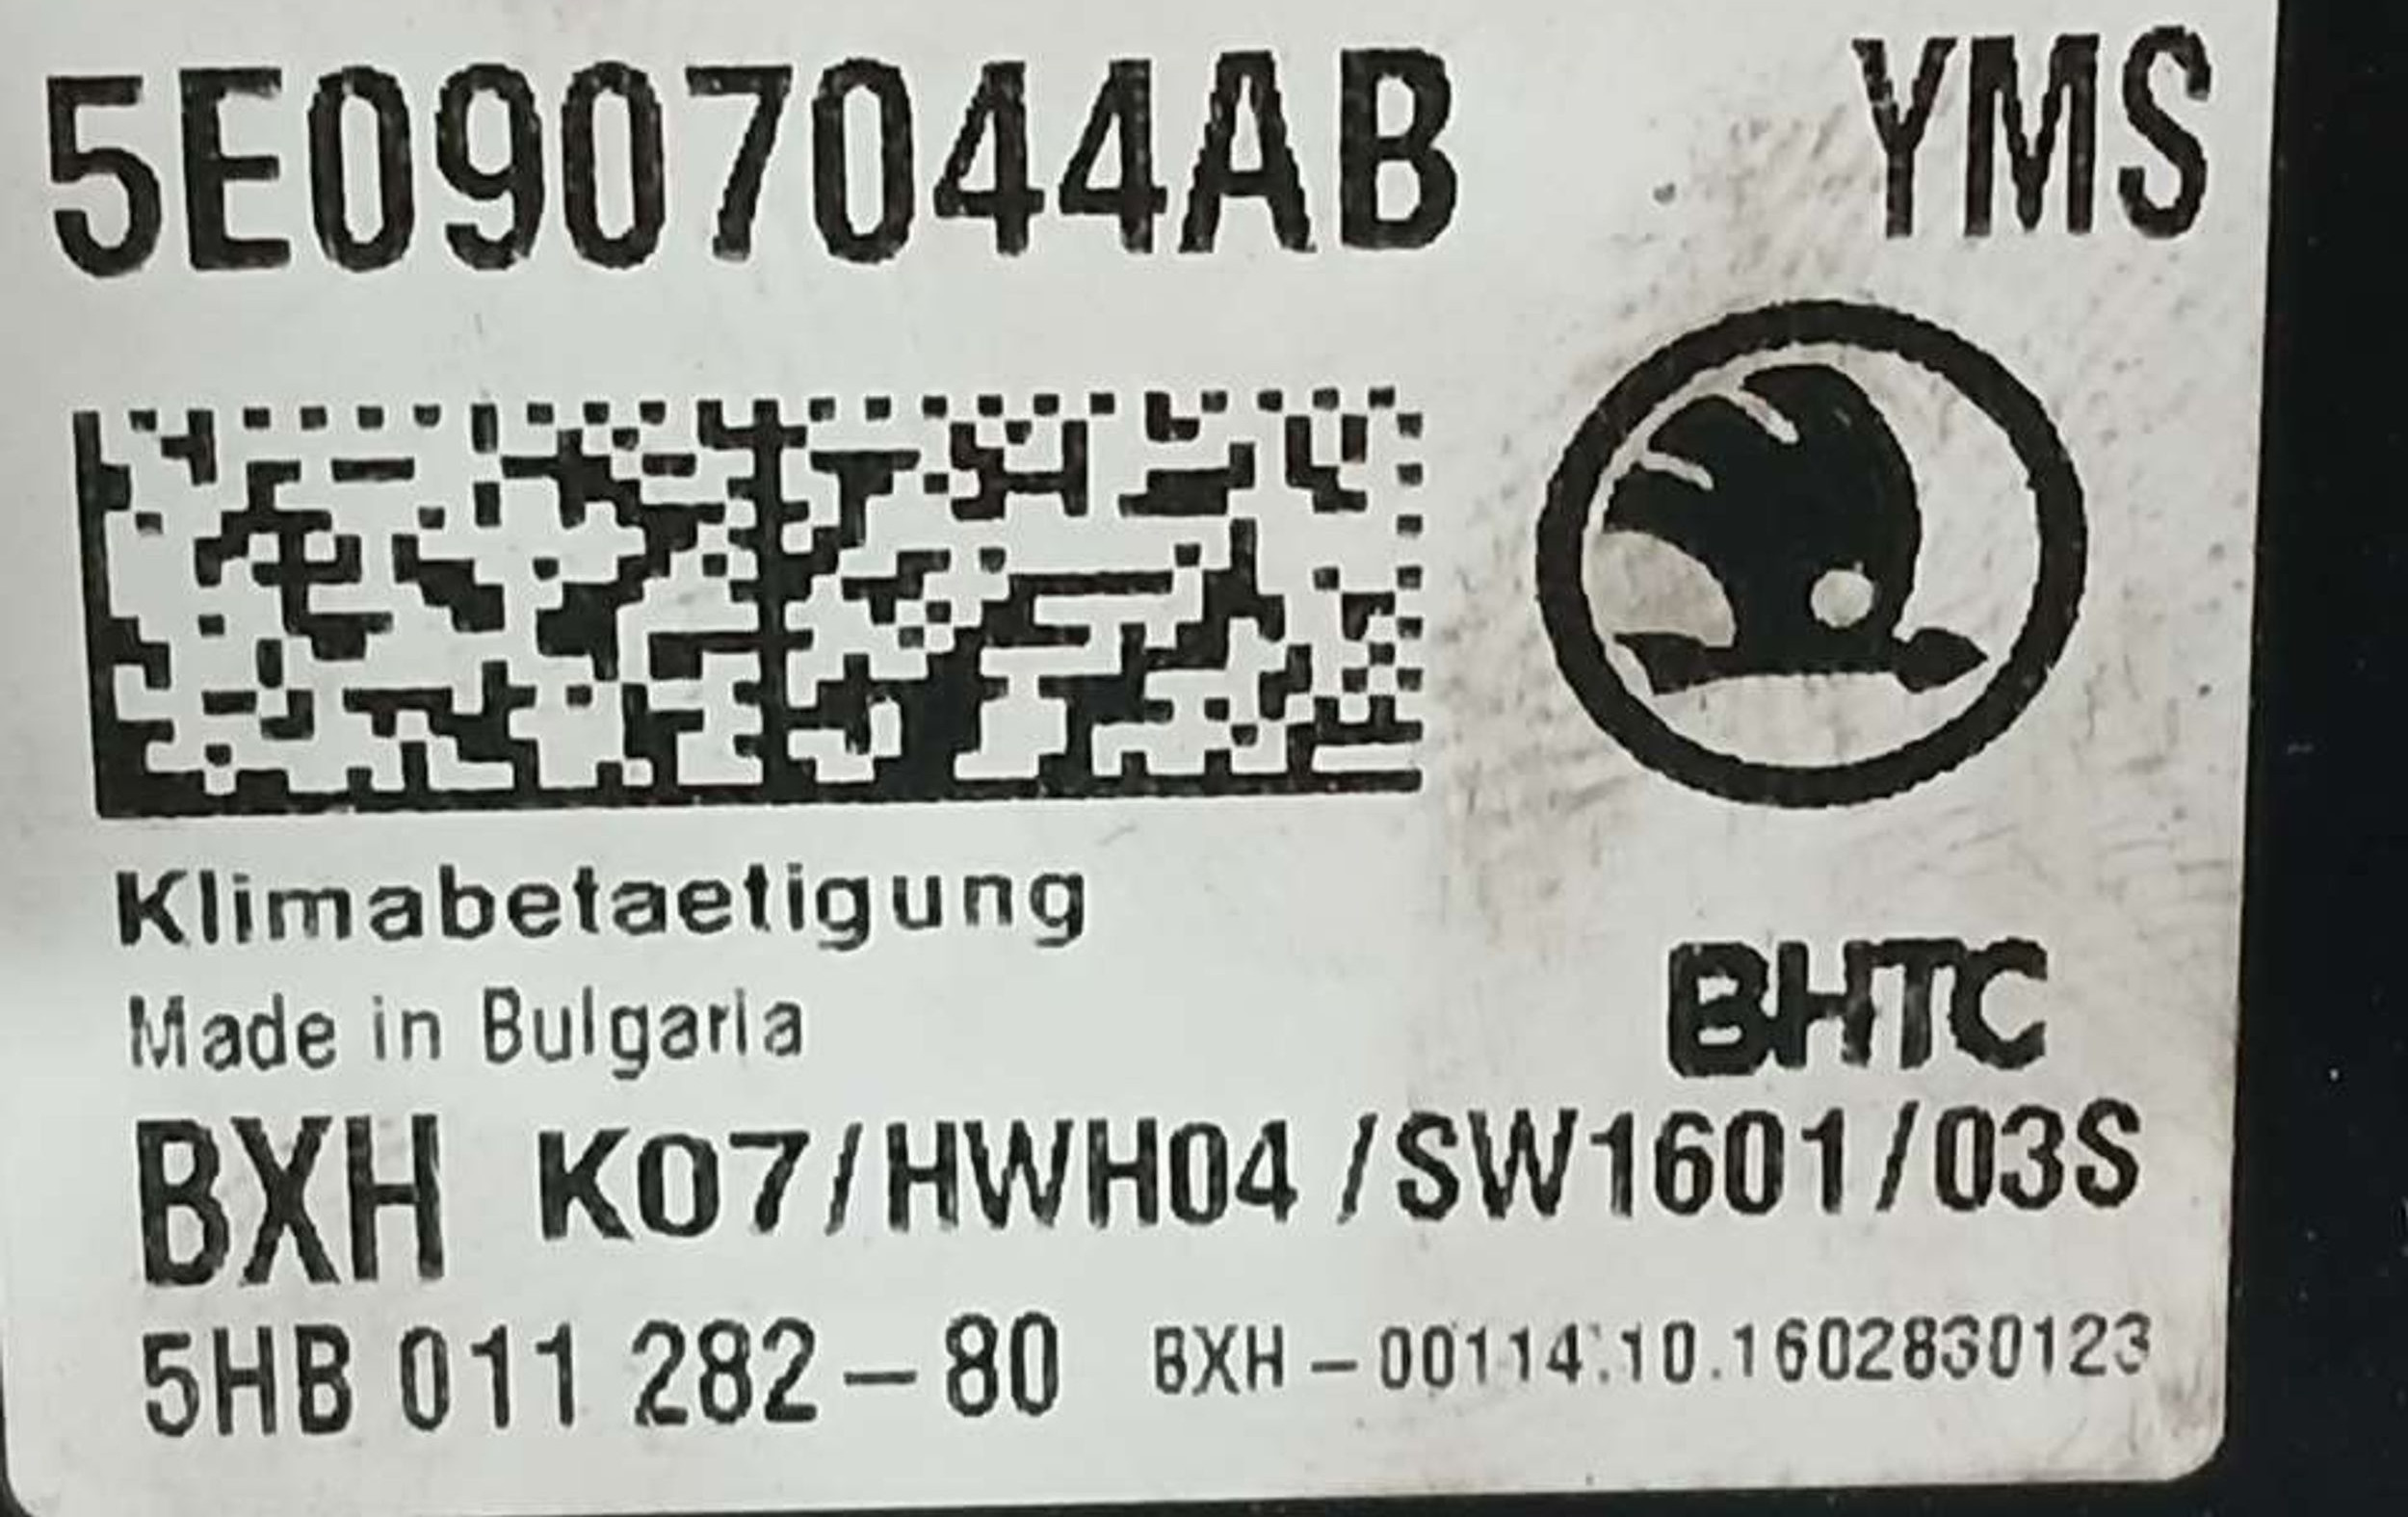 5E0907044AB YMS
Klimabetaetigung
Made in Bulgaria
BHTC
BXH K07/HWH04/SW1601/03S
5HB 011 282-80 BXH-00114.10.1602830123